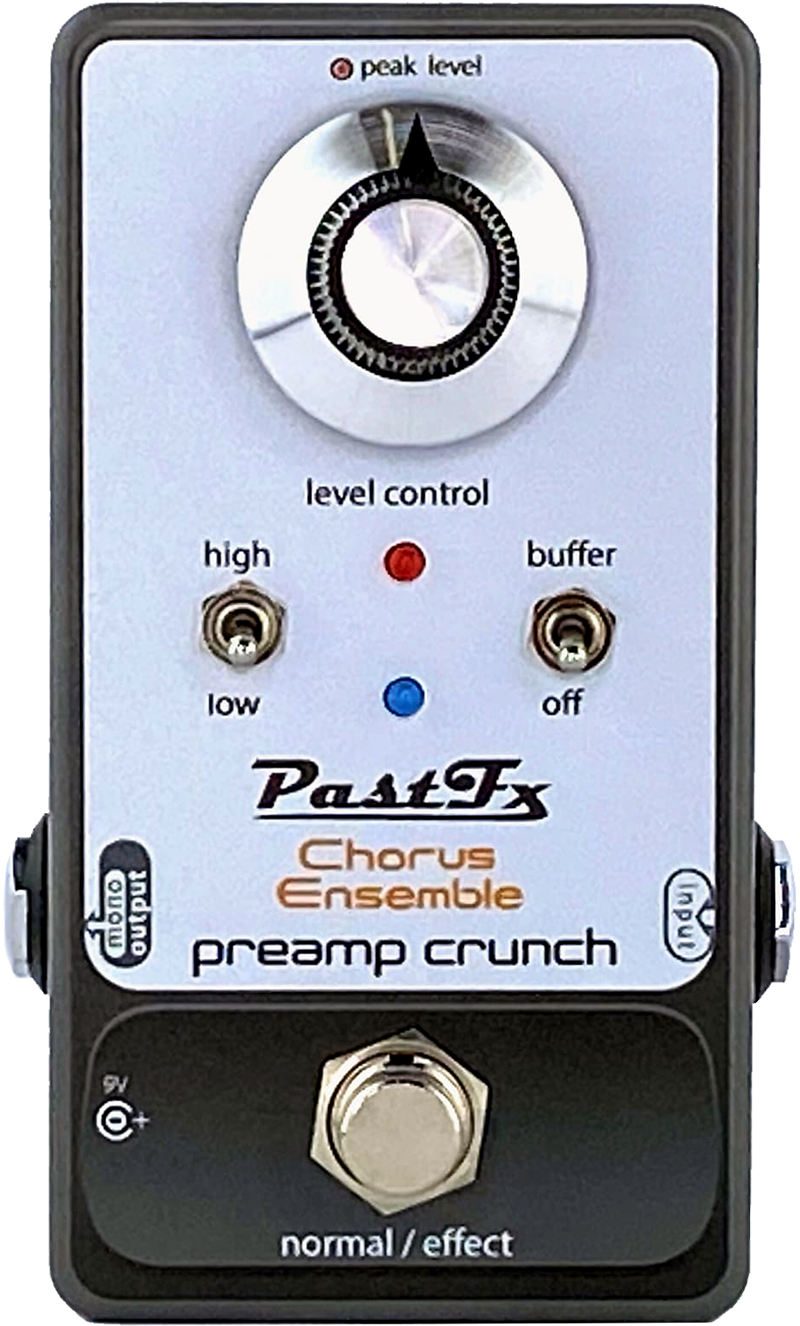 peak level
level control
high
buffer
low
off
PastFx
Chorus
Ensemble
preamp crunch
mono
output
input
9V
+
normal / effect